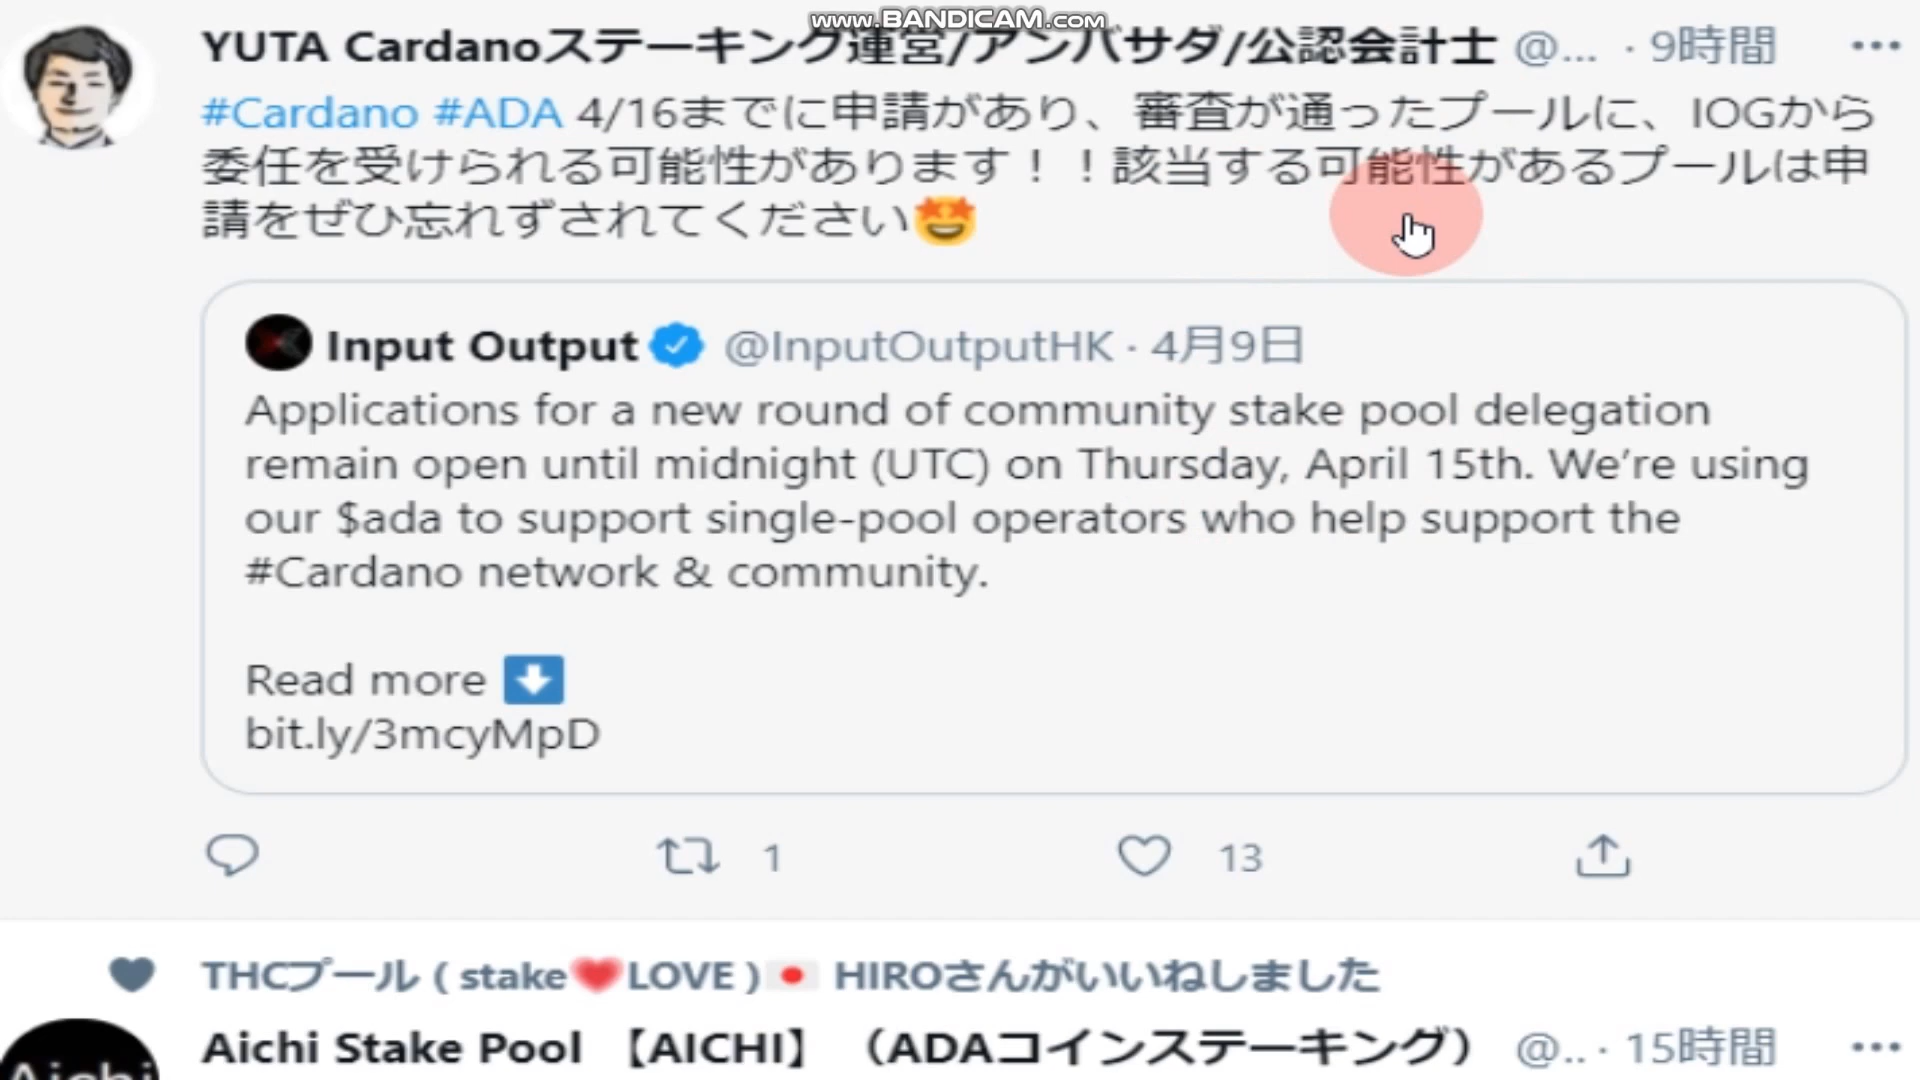 www.BANDICAM.com
YUTA Cardanoステーキング運営/アンバサダ/公認会計士 @... · 9時間
#Cardano #ADA 4/16までに申請があり、審査が通ったプールに、IOGから
委任を受けられる可能性があります！！該当する可能性があるプールは申
請をぜひ忘れずされてください🤩
Input Output @InputOutputHK · 4月9日
Applications for a new round of community stake pool delegation
remain open until midnight (UTC) on Thursday, April 15th. We’re using
our $ada to support single-pool operators who help support the
#Cardano network & community.
Read more ⬇
bit.ly/3mcyMpD
1 13
THCプール ( stake❤LOVE )🇯🇵 HIROさんがいいねしました
Aichi Stake Pool 【AICHI】 （ADAコインステーキング） @.. · 15時間
Aichi